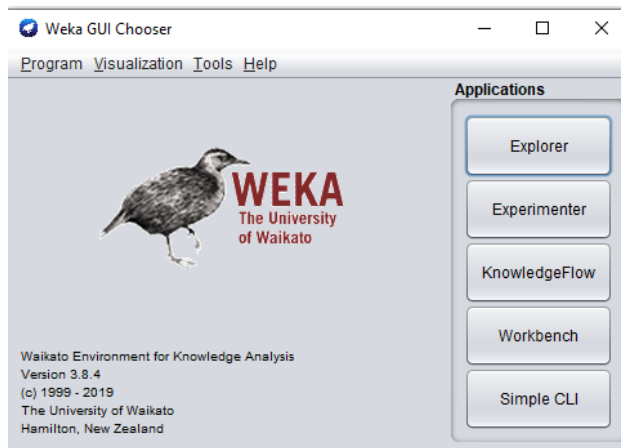 Weka GUI Chooser
Program Visualization Tools Help
Applications
Explorer
Experimenter
KnowledgeFlow
Workbench
Simple CLI
WEKA
The University
of Waikato
Waikato Environment for Knowledge Analysis
Version 3.8.4
(c) 1999 - 2019
The University of Waikato
Hamilton, New Zealand